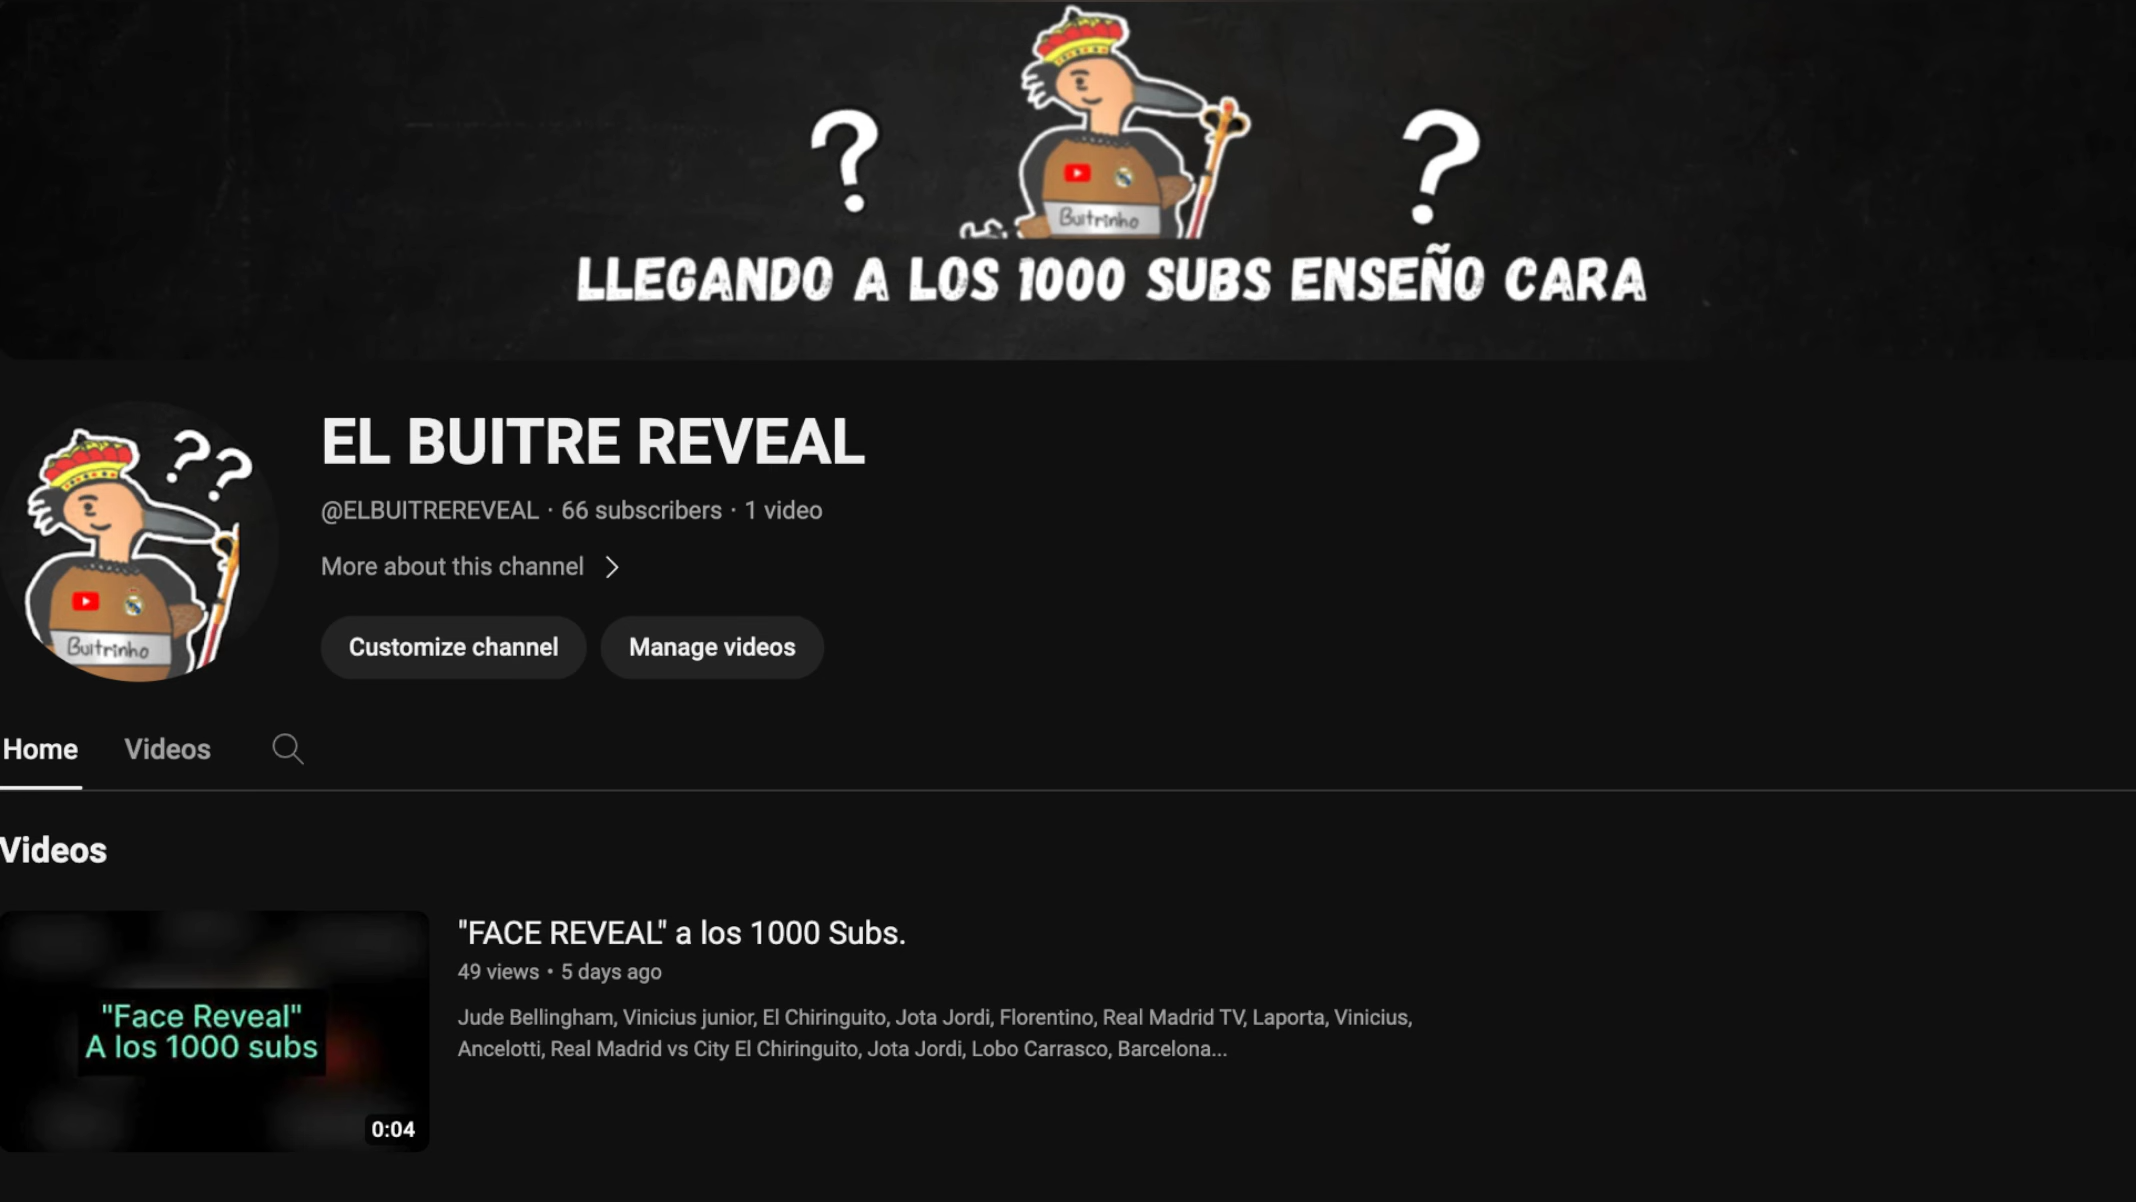 Buitrinho
LLEGANDO A LOS 1000 SUBS ENSEÑO CARA
? ?
??
Buitrinho
EL BUITRE REVEAL
@ELBUITREREVEAL · 66 subscribers · 1 video
More about this channel
Customize channel Manage videos
Home Videos
Videos
"Face Reveal"
A los 1000 subs
0:04
"FACE REVEAL" a los 1000 Subs.
49 views • 5 days ago
Jude Bellingham, Vinicius junior, El Chiringuito, Jota Jordi, Florentino, Real Madrid TV, Laporta, Vinicius,
Ancelotti, Real Madrid vs City El Chiringuito, Jota Jordi, Lobo Carrasco, Barcelona...